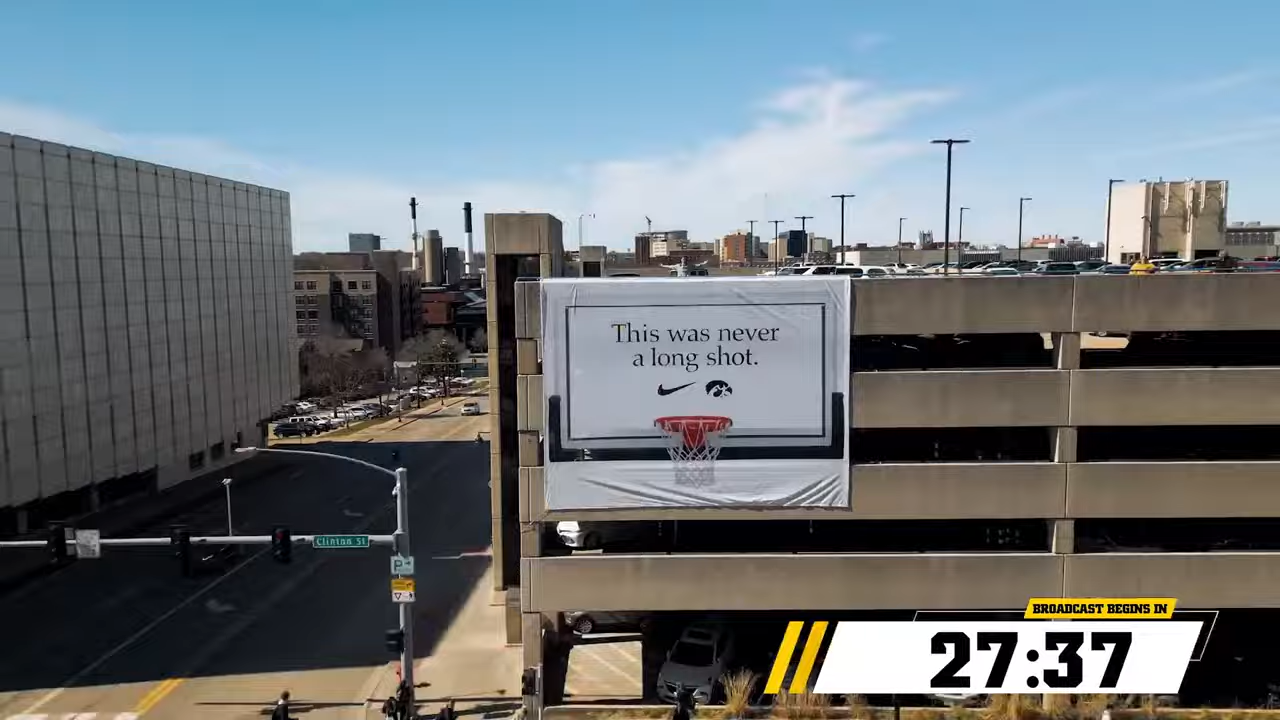 This was never
a long shot.
Clinton St
P
BROADCAST BEGINS IN
27:37